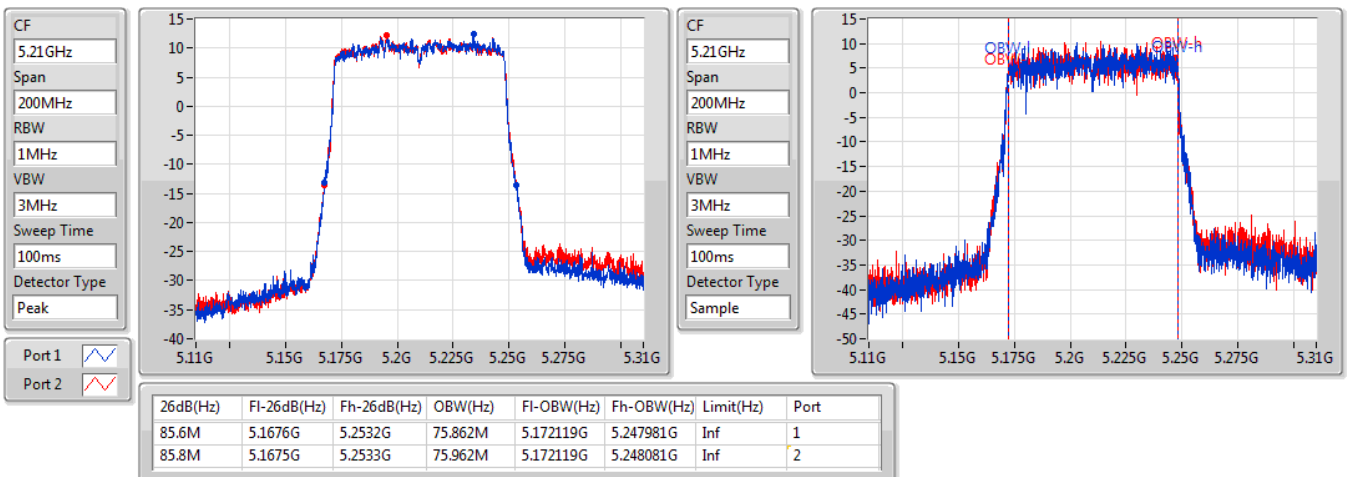 CF
5.21GHz
Span
200MHz
RBW
1MHz
VBW
3MHz
Sweep Time
100ms
Detector Type
Peak
Port 1
Port 2
15-
10-
5-
0-
-5-
-10-
-15-
-20-
-25-
-30-
-35-
-40-
5.11G 5.15G 5.175G 5.2G 5.225G 5.25G 5.275G 5.31G
CF
5.21GHz
Span
200MHz
RBW
1MHz
VBW
3MHz
Sweep Time
100ms
Detector Type
Sample
15-
10-
5-
0-
-5-
-10-
-15-
-20-
-25-
-30-
-35-
-40-
-45-
-50-
OBW-h
5.11G 5.15G 5.175G 5.2G 5.225G 5.25G 5.275G 5.31G
26dB(Hz) Fl-26dB(Hz) Fh-26dB(Hz) OBW(Hz) Fl-OBW(Hz) Fh-OBW(Hz) Limit(Hz) Port
85.6M 5.1676G 5.2532G 75.862M 5.172119G 5.247981G Inf 1
85.8M 5.1675G 5.2533G 75.962M 5.172119G 5.248081G Inf 2